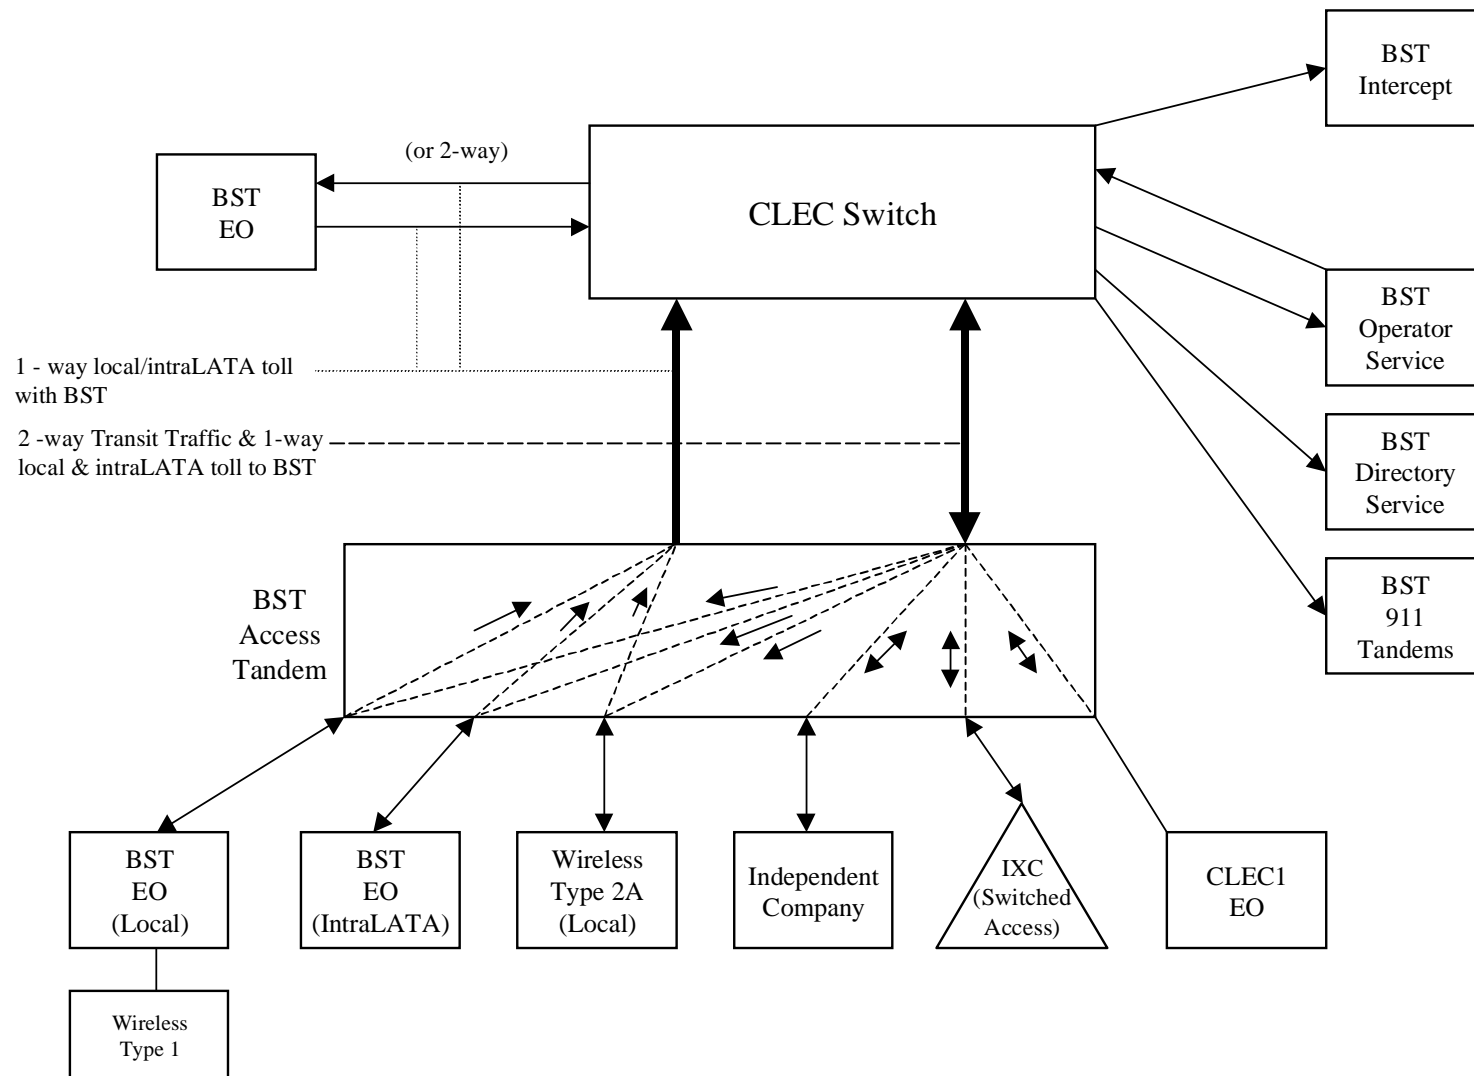 BST
Intercept
(or 2-way)
BST
EO
CLEC Switch
BST
Operator
Service
1 - way local/intraLATA toll
with BST
2 -way Transit Traffic & 1-way
local & intraLATA toll to BST
BST
Directory
Service
BST
911
Tandems
BST
Access
Tandem
BST
EO
(Local)
BST
EO
(IntraLATA)
Wireless
Type 2A
(Local)
Independent
Company
IXC
(Switched
Access)
CLEC1
EO
Wireless
Type 1